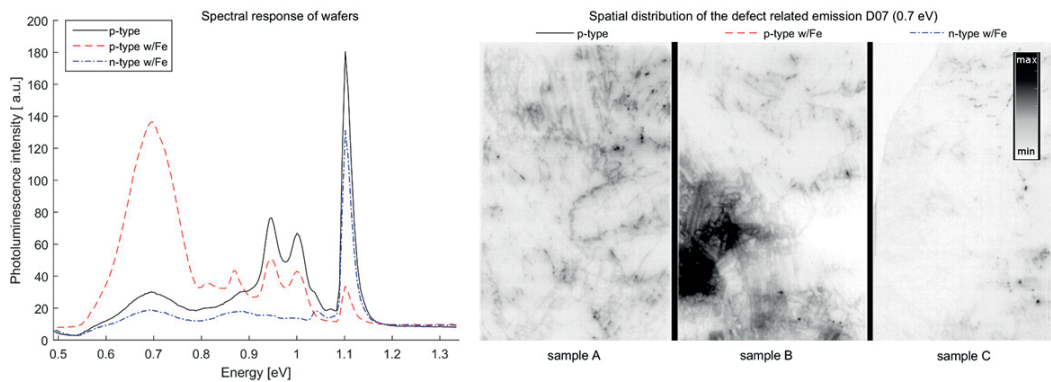 Spectral response of wafers
p-type
p-type w/Fe
n-type w/Fe
Photoluminescence intensity [ a.u.]
200
180
160
140
120
100
80
60
40
20
0
0.5 0.6 0.7 0.8 0.9 1 1.1 1.2 1.3
Energy [eV]
Spatial distribution of the defect related emission D07 (0.7 eV)
p-type p-type w/Fe n-type w/Fe
max
min
sample A sample B sample C